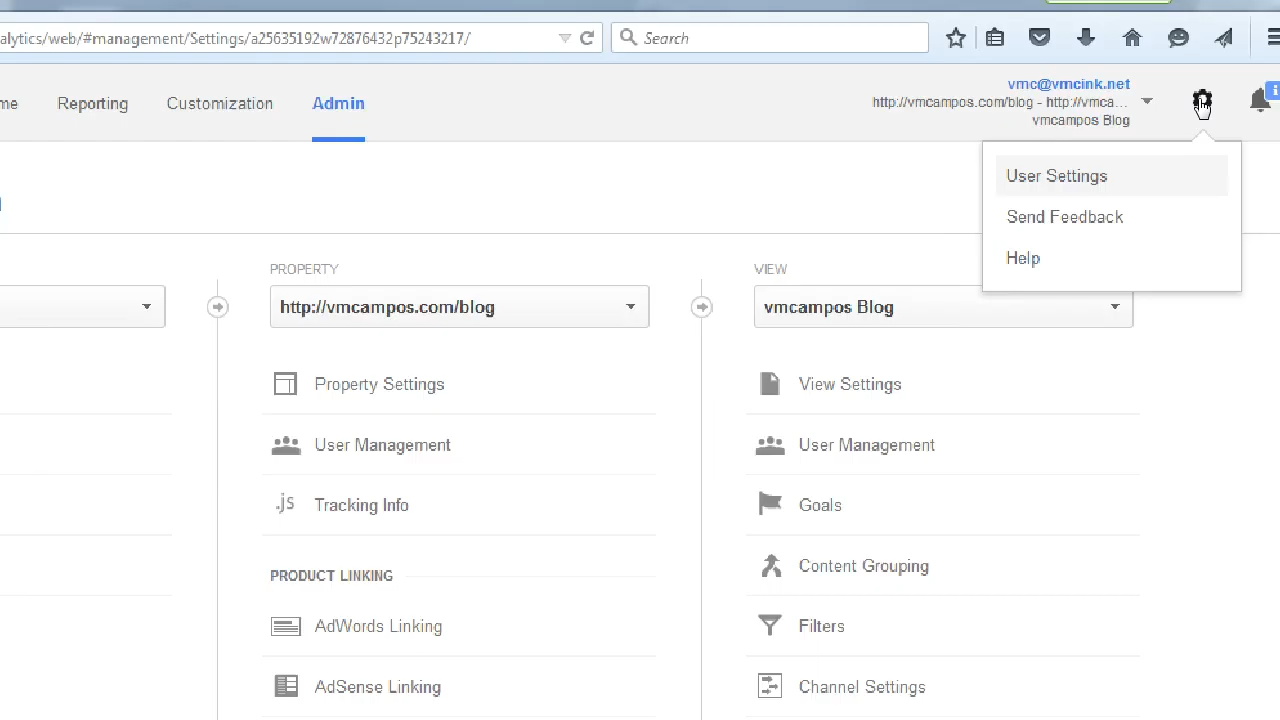 alytics/web/#management/Settings/a25635192w72876432p75243217/
Search
me
Reporting
Customization
Admin
vmc@vmcink.net
http://vmcampos.com/blog - http://vmca...
vmcampos Blog
User Settings
Send Feedback
Help
PROPERTY
http://vmcampos.com/blog
Property Settings
User Management
.js
Tracking Info
PRODUCT LINKING
AdWords Linking
AdSense Linking
VIEW
vmcampos Blog
View Settings
User Management
Goals
Content Grouping
Filters
Channel Settings